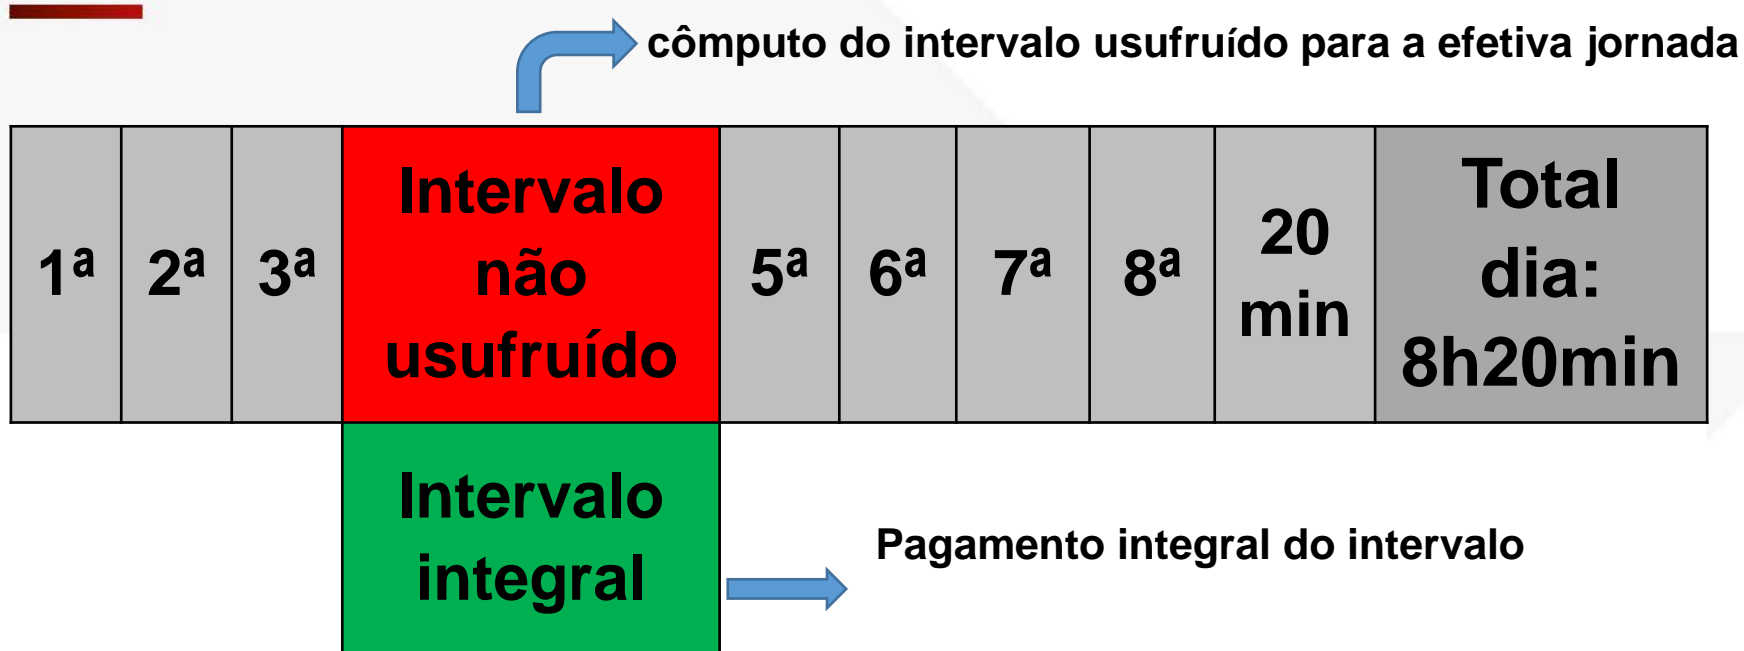 cômputo do intervalo usufruído para a efetiva jornada
1ª 2ª 3ª
Intervalo
não
usufruído
5ª 6ª 7ª 8ª
20
min
Total
dia:
8h20min
Intervalo
integral
Pagamento integral do intervalo